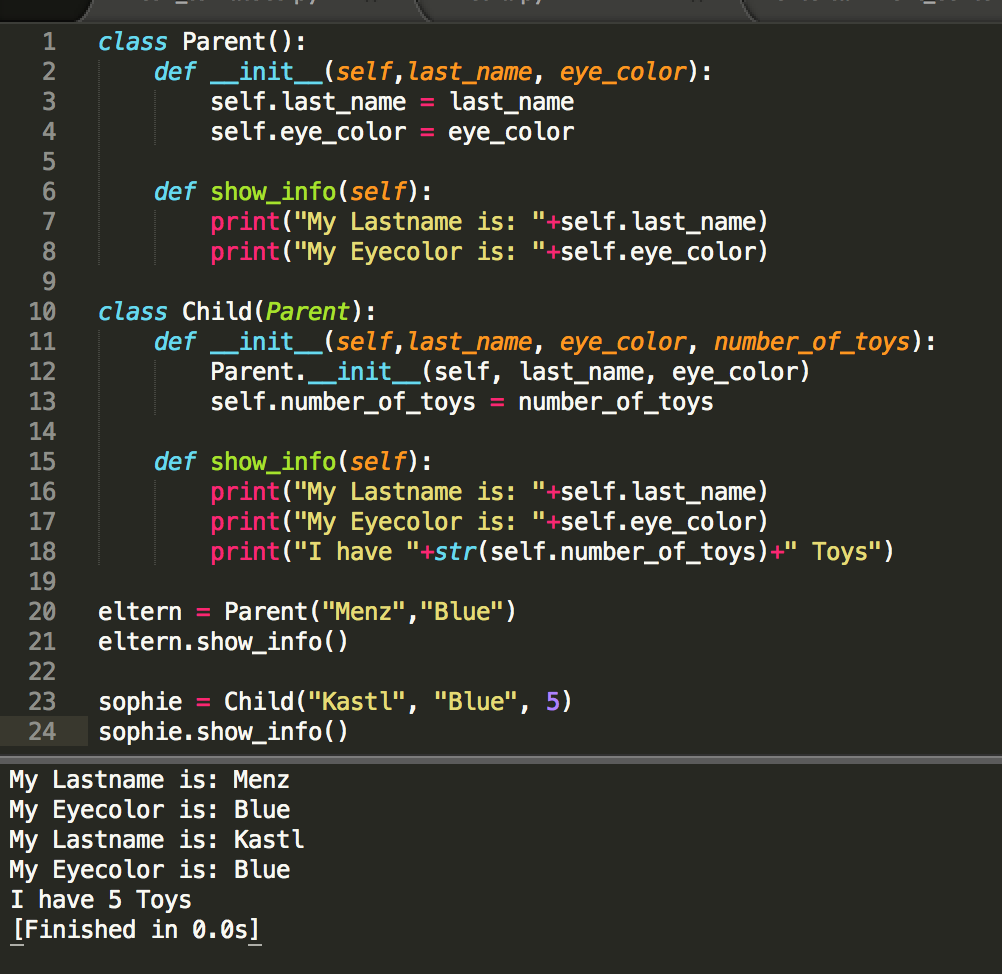 1 class Parent():
2     def __init__(self,last_name, eye_color):
3         self.last_name = last_name
4         self.eye_color = eye_color
5
6     def show_info(self):
7         print("My Lastname is: "+self.last_name)
8         print("My Eyecolor is: "+self.eye_color)
9
10 class Child(Parent):
11     def __init__(self,last_name, eye_color, number_of_toys):
12         Parent.__init__(self, last_name, eye_color)
13         self.number_of_toys = number_of_toys
14
15     def show_info(self):
16         print("My Lastname is: "+self.last_name)
17         print("My Eyecolor is: "+self.eye_color)
18         print("I have "+str(self.number_of_toys)+" Toys")
19
20 eltern = Parent("Menz","Blue")
21 eltern.show_info()
22
23 sophie = Child("Kastl", "Blue", 5)
24 sophie.show_info()
My Lastname is: Menz
My Eyecolor is: Blue
My Lastname is: Kastl
My Eyecolor is: Blue
I have 5 Toys
[Finished in 0.0s]